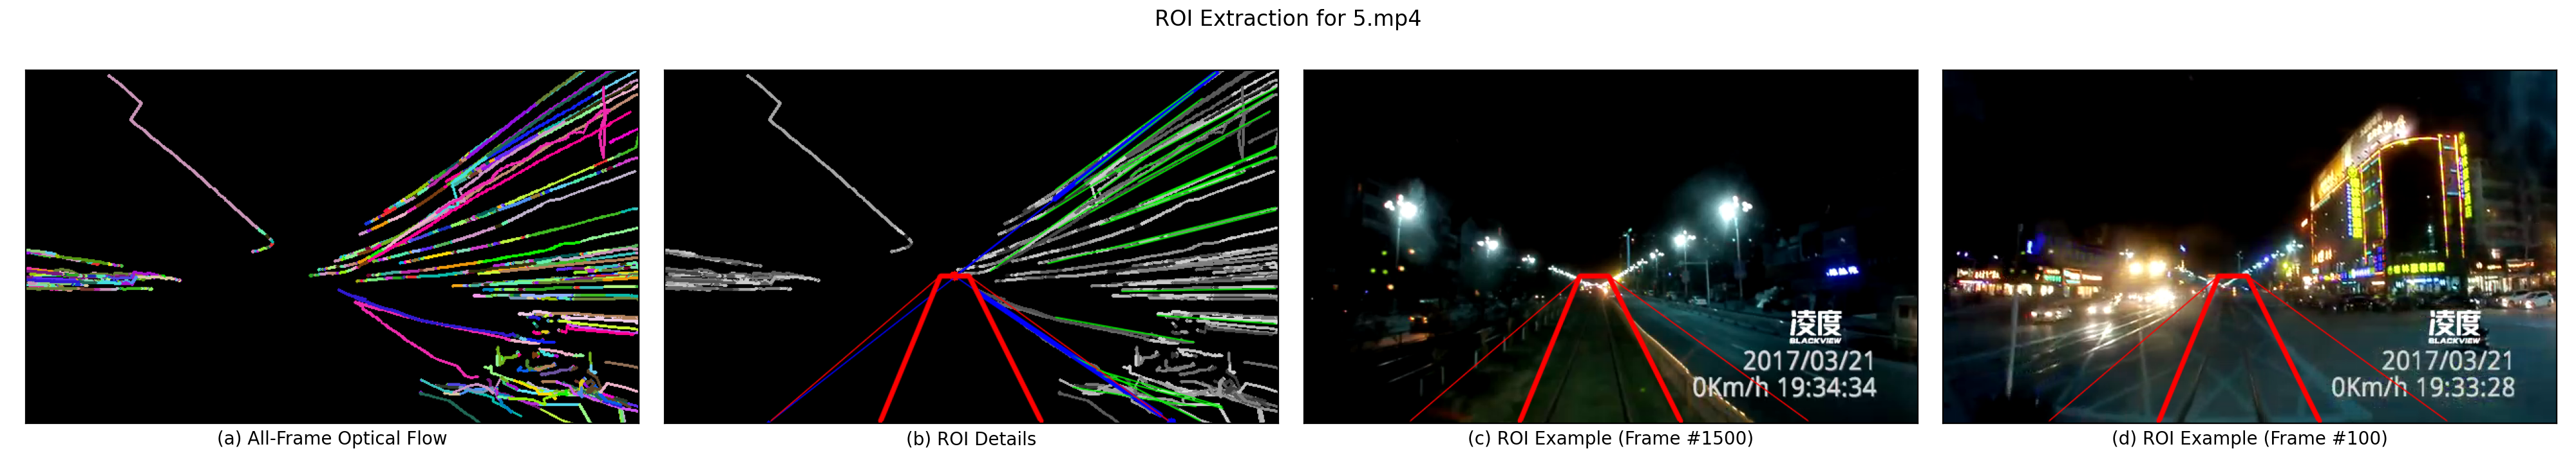 ROI Extraction for 5.mp4
凌度
BLACKVIEW
2017/03/21
0Km/h 19:34:34
凌度
BLACKVIEW
2017/03/21
0Km/h 19:33:28
(a) All-Frame Optical Flow
(b) ROI Details
(c) ROI Example (Frame #1500)
(d) ROI Example (Frame #100)